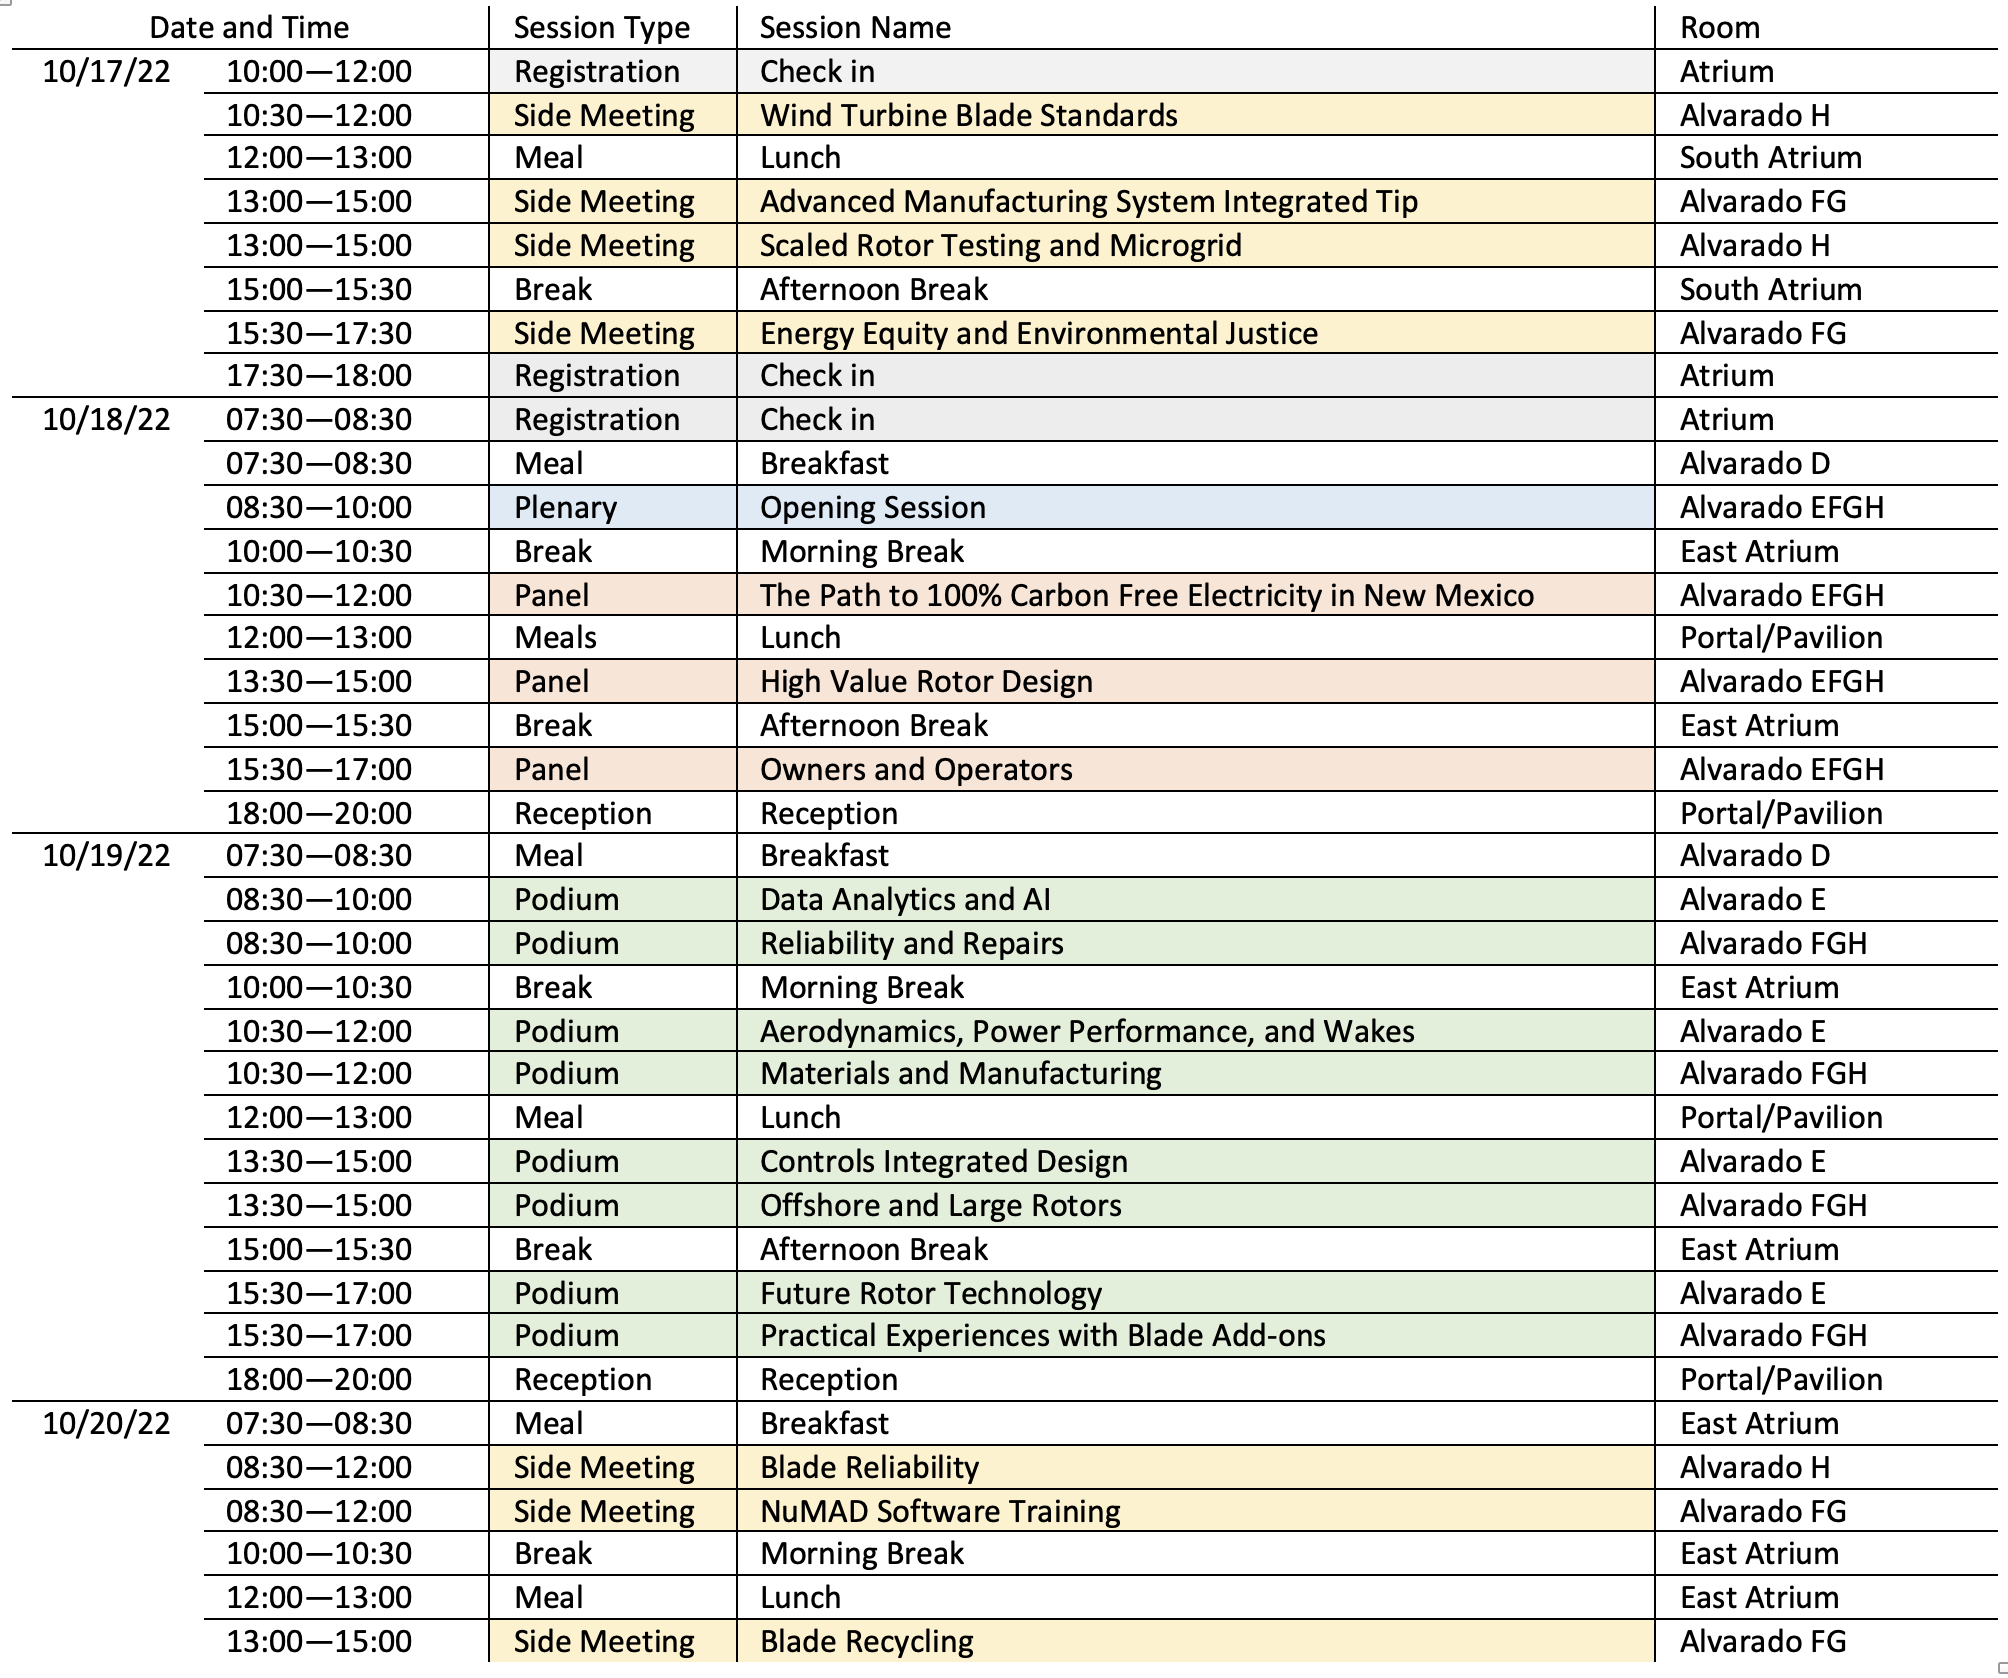 Date and Time Session Type Session Name Room
10/17/22 10:00—12:00 Registration Check in Atrium
10:30—12:00 Side Meeting Wind Turbine Blade Standards Alvarado H
12:00—13:00 Meal Lunch South Atrium
13:00—15:00 Side Meeting Advanced Manufacturing System Integrated Tip Alvarado FG
13:00—15:00 Side Meeting Scaled Rotor Testing and Microgrid Alvarado H
15:00—15:30 Break Afternoon Break South Atrium
15:30—17:30 Side Meeting Energy Equity and Environmental Justice Alvarado FG
17:30—18:00 Registration Check in Atrium
10/18/22 07:30—08:30 Registration Check in Atrium
07:30—08:30 Meal Breakfast Alvarado D
08:30—10:00 Plenary Opening Session Alvarado EFGH
10:00—10:30 Break Morning Break East Atrium
10:30—12:00 Panel The Path to 100% Carbon Free Electricity in New Mexico Alvarado EFGH
12:00—13:00 Meals Lunch Portal/Pavilion
13:30—15:00 Panel High Value Rotor Design Alvarado EFGH
15:00—15:30 Break Afternoon Break East Atrium
15:30—17:00 Panel Owners and Operators Alvarado EFGH
18:00—20:00 Reception Reception Portal/Pavilion
10/19/22 07:30—08:30 Meal Breakfast Alvarado D
08:30—10:00 Podium Data Analytics and AI Alvarado E
08:30—10:00 Podium Reliability and Repairs Alvarado FGH
10:00—10:30 Break Morning Break East Atrium
10:30—12:00 Podium Aerodynamics, Power Performance, and Wakes Alvarado E
10:30—12:00 Podium Materials and Manufacturing Alvarado FGH
12:00—13:00 Meal Lunch Portal/Pavilion
13:30—15:00 Podium Controls Integrated Design Alvarado E
13:30—15:00 Podium Offshore and Large Rotors Alvarado FGH
15:00—15:30 Break Afternoon Break East Atrium
15:30—17:00 Podium Future Rotor Technology Alvarado E
15:30—17:00 Podium Practical Experiences with Blade Add-ons Alvarado FGH
18:00—20:00 Reception Reception Portal/Pavilion
10/20/22 07:30—08:30 Meal Breakfast East Atrium
08:30—12:00 Side Meeting Blade Reliability Alvarado H
08:30—12:00 Side Meeting NuMAD Software Training Alvarado FG
10:00—10:30 Break Morning Break East Atrium
12:00—13:00 Meal Lunch East Atrium
13:00—15:00 Side Meeting Blade Recycling Alvarado FG